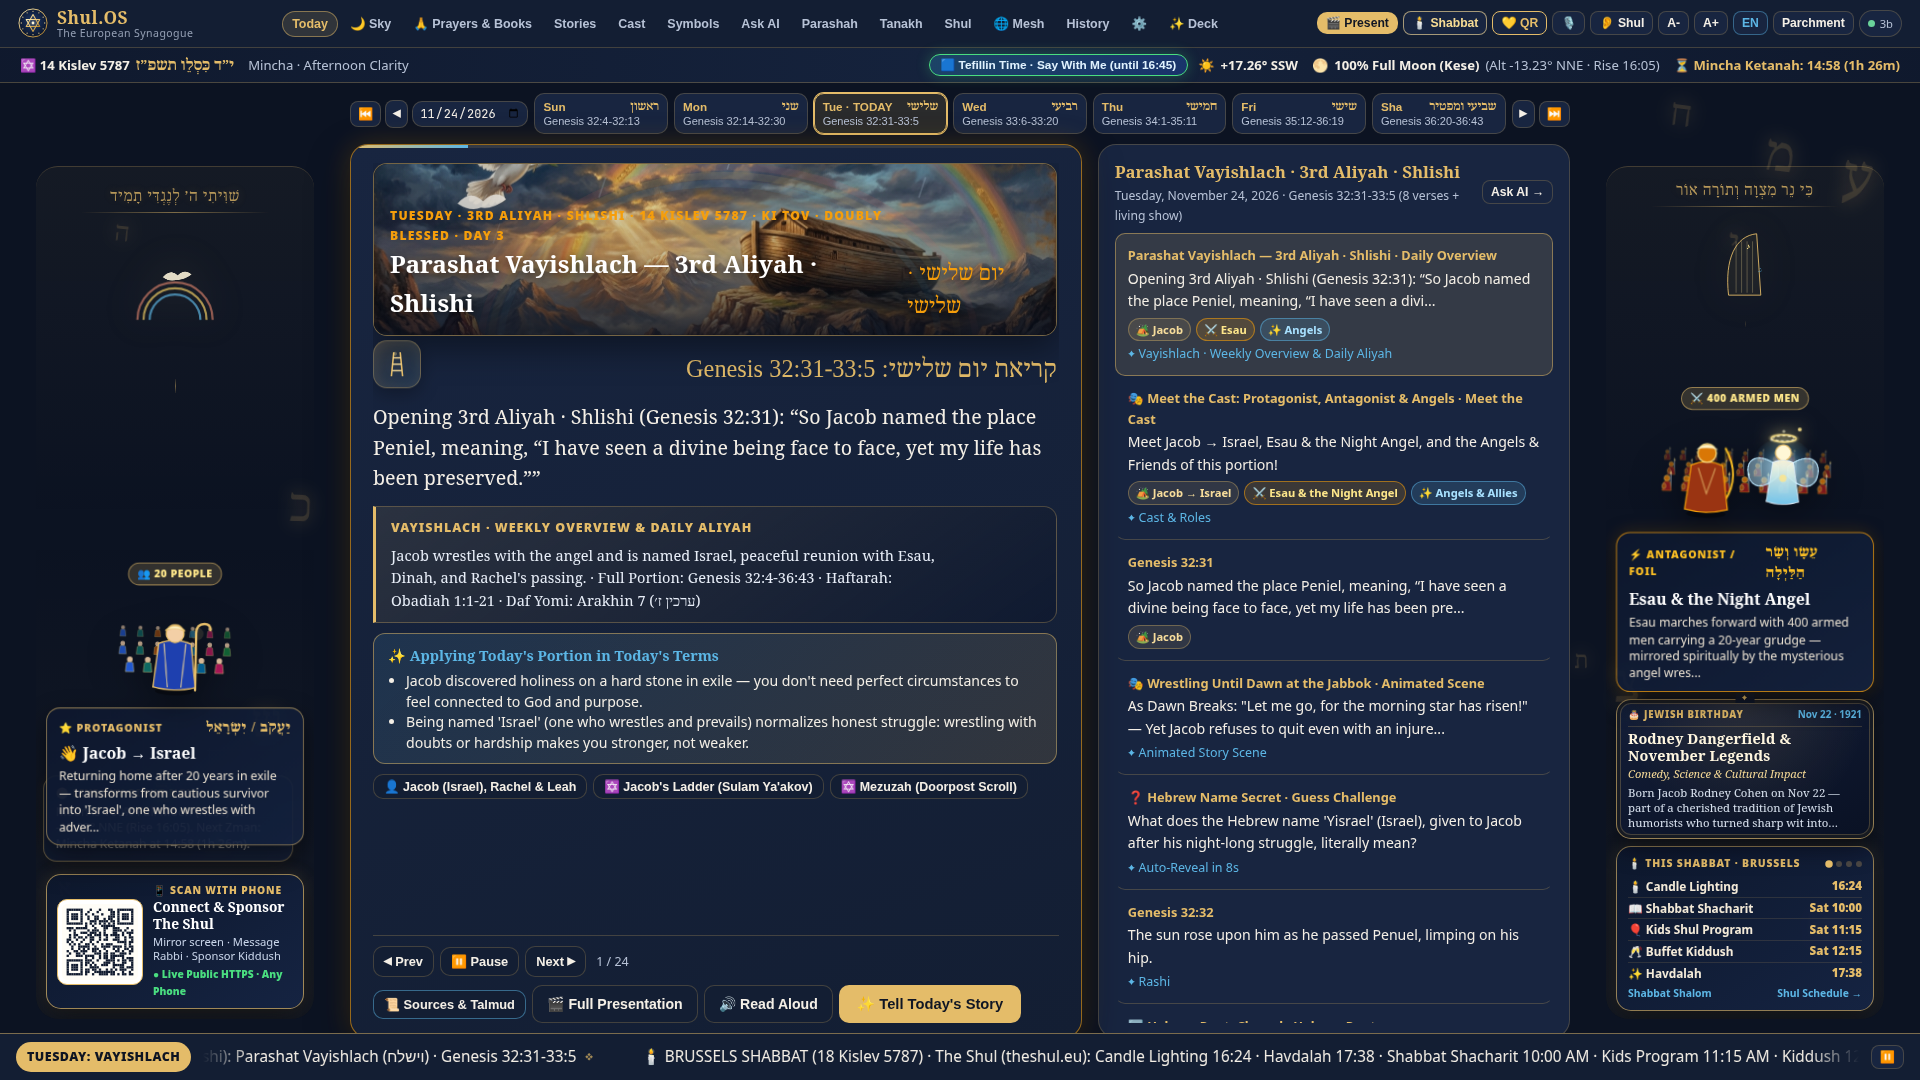 Shul.OS
The European Synagogue
Today
🌙 Sky
🙏 Prayers & Books
Stories
Cast
Symbols
Ask AI
Parashah
Tanakh
Shul
🌐 Mesh
History
⚙️
✨ Deck
🎬 Present
🕯️ Shabbat
💛 QR
🎙️
👂 Shul
A-
A+
EN
Parchment
● 3b
✡️ 14 Kislev 5787 י״ד כִּסְלֵו תשפ״ז Mincha · Afternoon Clarity
🟦 Tefillin Time · Say With Me (until 16:45)
☀️ +17.26° SSW
🌕 100% Full Moon (Kese) (Alt -13.23° NNE · Rise 16:05)
⏳ Mincha Ketanah: 14:58 (1h 26m)
⏪ ◀ 11/24/2026
Sun ראשון
Genesis 32:4-32:13
Mon שני
Genesis 32:14-32:30
Tue · TODAY שלישי
Genesis 32:31-33:5
Wed רביעי
Genesis 33:6-33:20
Thu חמישי
Genesis 34:1-35:11
Fri שישי
Genesis 35:12-36:19
Sha שביעי ומפטיר
Genesis 36:20-36:43
▶ ⏩
שִׁוִּיתִי ה׳ לְנֶגְדִּי תָמִיד
ה
כ
👥 20 PEOPLE
⭐ PROTAGONIST יַעֲקֹב / יִשְׂרָאֵל
👋 Jacob → Israel
Returning home after 20 years in exile
— transforms from cautious survivor
into 'Israel', one who wrestles with
adver...
Mincha Ketanah at 14:58 (1h 26m).
📱 SCAN WITH PHONE
Connect & Sponsor
The Shul
Mirror screen · Message
Rabbi · Sponsor Kiddush
● Live Public HTTPS · Any
Phone
TUESDAY · 3RD ALIYAH · SHLISHI · 14 KISLEV 5787 · KI TOV · DOUBLY
BLESSED · DAY 3
Parashat Vayishlach — 3rd Aliyah ·
Shlishi
יום שלישי ·
שלישי
קריאת יום שלישי: Genesis 32:31-33:5
Opening 3rd Aliyah · Shlishi (Genesis 32:31): “So Jacob named the place
Peniel, meaning, “I have seen a divine being face to face, yet my life has
been preserved.””
VAYISHLACH · WEEKLY OVERVIEW & DAILY ALIYAH
Jacob wrestles with the angel and is named Israel, peaceful reunion with Esau,
Dinah, and Rachel's passing. · Full Portion: Genesis 32:4-36:43 · Haftarah:
Obadiah 1:1-21 · Daf Yomi: Arakhin 7 (ערכין ז׳)
✨ Applying Today's Portion in Today's Terms
• Jacob discovered holiness on a hard stone in exile — you don't need perfect circumstances to
feel connected to God and purpose.
• Being named 'Israel' (one who wrestles and prevails) normalizes honest struggle: wrestling with
doubts or hardship makes you stronger, not weaker.
👤 Jacob (Israel), Rachel & Leah
✡️ Jacob's Ladder (Sulam Ya'akov)
✡️ Mezuzah (Doorpost Scroll)
◀ Prev
⏸️ Pause
Next ▶
1 / 24
📜 Sources & Talmud
🎬 Full Presentation
🔊 Read Aloud
✨ Tell Today's Story
Parashat Vayishlach · 3rd Aliyah · Shlishi
Tuesday, November 24, 2026 · Genesis 32:31-33:5 (8 verses +
living show)
Ask AI →
Parashat Vayishlach — 3rd Aliyah · Shlishi · Daily Overview
Opening 3rd Aliyah · Shlishi (Genesis 32:31): “So Jacob named
the place Peniel, meaning, “I have seen a divi...
🏕️ Jacob ⚔️ Esau ✨ Angels
✦ Vayishlach · Weekly Overview & Daily Aliyah
🎭 Meet the Cast: Protagonist, Antagonist & Angels · Meet the
Cast
Meet Jacob → Israel, Esau & the Night Angel, and the Angels &
Friends of this portion!
🏕️ Jacob → Israel ⚔️ Esau & the Night Angel ✨ Angels & Allies
✦ Cast & Roles
Genesis 32:31
So Jacob named the place Peniel, meaning, “I have seen a
divine being face to face, yet my life has been pre...
🏕️ Jacob
🎭 Wrestling Until Dawn at the Jabbok · Animated Scene
As Dawn Breaks: "Let me go, for the morning star has risen!"
— Yet Jacob refuses to quit even with an injure...
✦ Animated Story Scene
❓ Hebrew Name Secret · Guess Challenge
What does the Hebrew name 'Yisrael' (Israel), given to Jacob
after his night-long struggle, literally mean?
✦ Auto-Reveal in 8s
Genesis 32:32
The sun rose upon him as he passed Penuel, limping on his
hip.
✦ Rashi
ח
מ
ע
כִּי נֵר מִצְוָה וְתוֹרָה אוֹר
ת
⚔️ 400 ARMED MEN
⚡ ANTAGONIST /
FOIL
עֵשָׂו וְשַׂר
הַלַּיְלָה
Esau & the Night Angel
Esau marches forward with 400 armed
men carrying a 20-year grudge —
mirrored spiritually by the mysterious
angel wres...
🎂 JEWISH BIRTHDAY Nov 22 · 1921
Rodney Dangerfield &
November Legends
Comedy, Science & Cultural Impact
Born Jacob Rodney Cohen on Nov 22 —
part of a cherished tradition of Jewish
humorists who turned sharp wit into...
🕯️ THIS SHABBAT · BRUSSELS
🕯️ Candle Lighting 16:24
📖 Shabbat Shacharit Sat 10:00
🎈 Kids Shul Program Sat 11:15
🥂 Buffet Kiddush Sat 12:15
✨ Havdalah 17:38
Shabbat Shalom Shul Schedule →
TUESDAY: VAYISHLACH
shi): Parashat Vayishlach (וישלח) · Genesis 32:31-33:5 ❖ 🕯️ BRUSSELS SHABBAT (18 Kislev 5787) · The Shul (theshul.eu): Candle Lighting 16:24 · Havdalah 17:38 · Shabbat Shacharit 10:00 AM · Kids Program 11:15 AM · Kiddush 12
⏸️